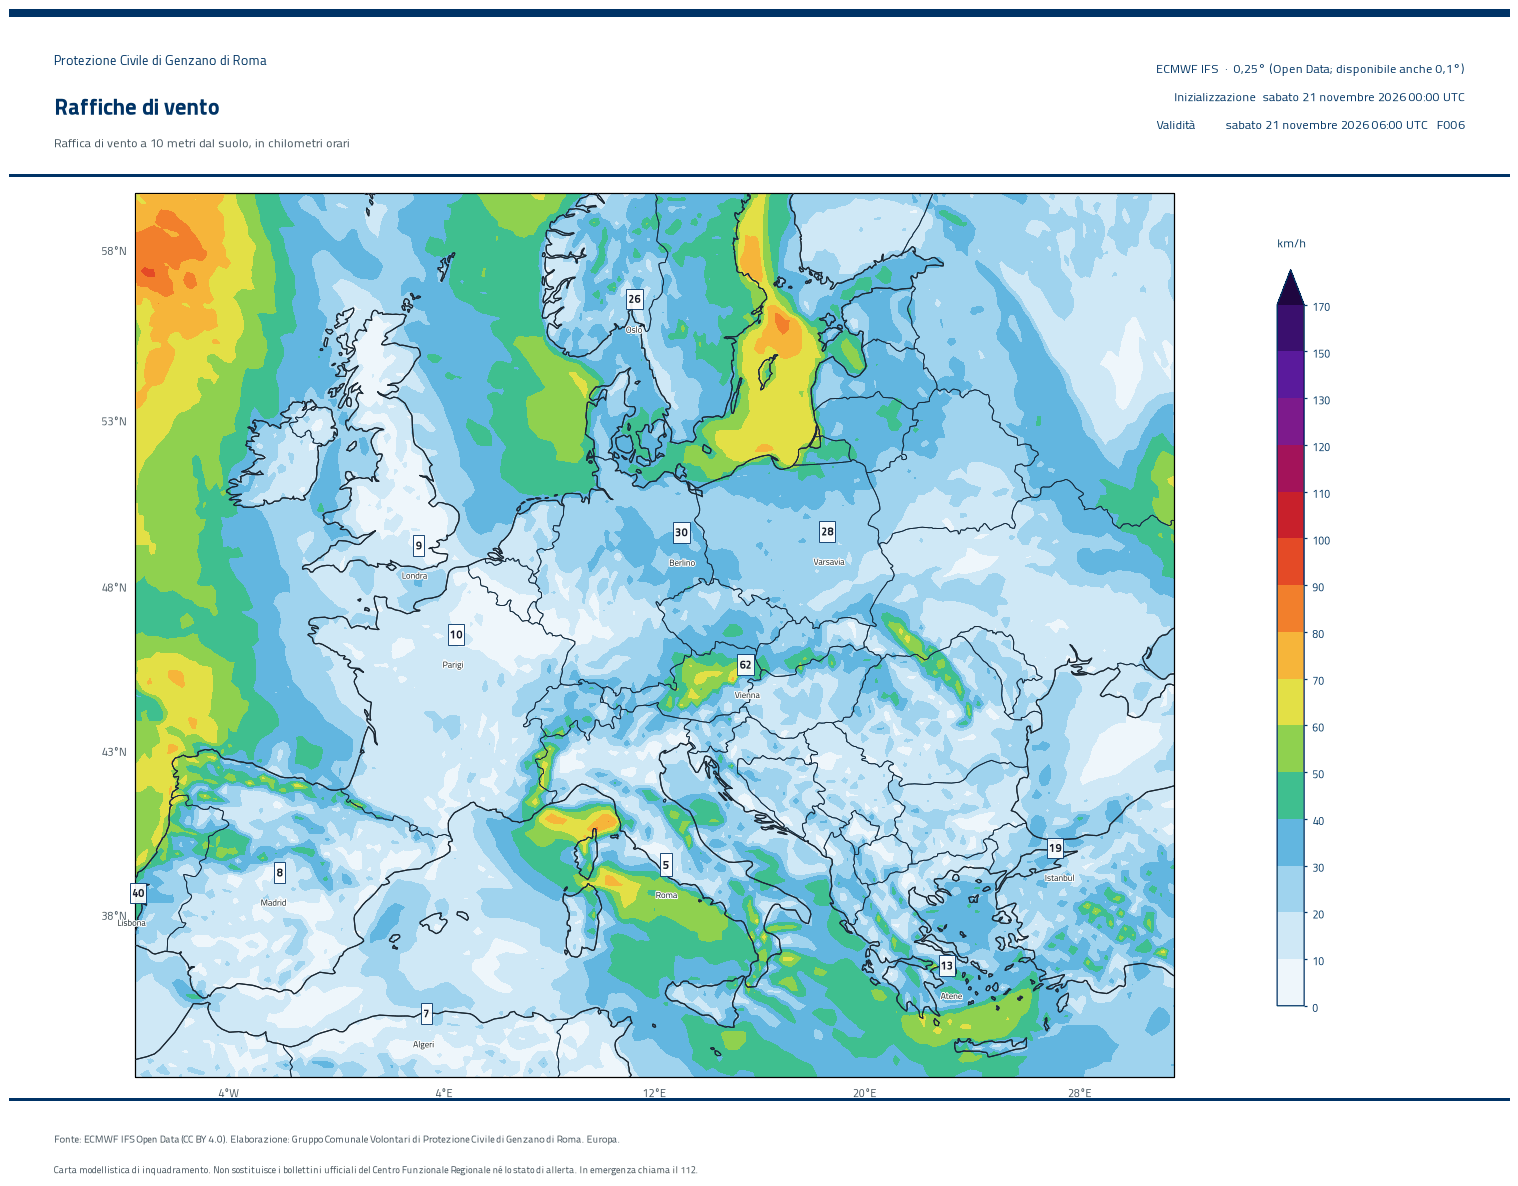 Protezione Civile di Genzano di Roma
Raffiche di vento
Raffica di vento a 10 metri dal suolo, in chilometri orari
ECMWF IFS · 0,25° (Open Data; disponibile anche 0,1°)
Inizializzazione sabato 21 novembre 2026 00:00 UTC
Validità sabato 21 novembre 2026 06:00 UTC F006
58°N
53°N
48°N
43°N
38°N
4°W
4°E
12°E
20°E
28°E
26
Oslo
9
Londra
30
Berlino
28
Varsavia
10
Parigi
62
Vienna
19
Istanbul
5
Roma
8
Madrid
40
Lisbona
13
Atene
7
Algeri
km/h
170
150
130
120
110
100
90
80
70
60
50
40
30
20
10
0
Fonte: ECMWF IFS Open Data (CC BY 4.0). Elaborazione: Gruppo Comunale Volontari di Protezione Civile di Genzano di Roma. Europa.
Carta modellistica di inquadramento. Non sostituisce i bollettini ufficiali del Centro Funzionale Regionale né lo stato di allerta. In emergenza chiama il 112.